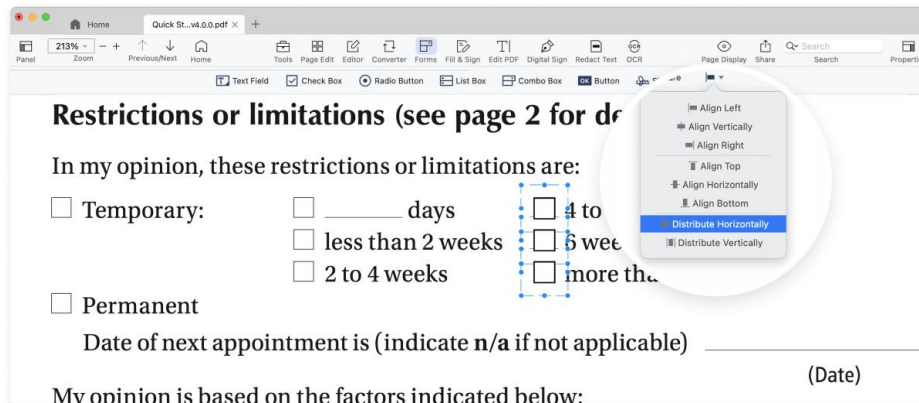 Home
Quick St...v4.0.0.pdf × +
213% − +
Panel Zoom Previous/Next Home Tools Page Edit Editor Converter Forms Fill & Sign Edit PDF Digital Sign Redact Text OCR Page Display Share Search
Search
Text Field Check Box Radio Button List Box Combo Box OK Button
Restrictions or limitations (see page 2 for
Align Left
Align Vertically
Align Right
Align Top
Align Horizontally
Align Bottom
Distribute Horizontally
Distribute Vertically
In my opinion, these restrictions or limitations are:
Temporary: ________ days 4 to
less than 2 weeks 6
2 to 4 weeks more
Permanent
Date of next appointment is (indicate n/a if not applicable) ________
(Date)
My opinion is based on the factors indicated below: